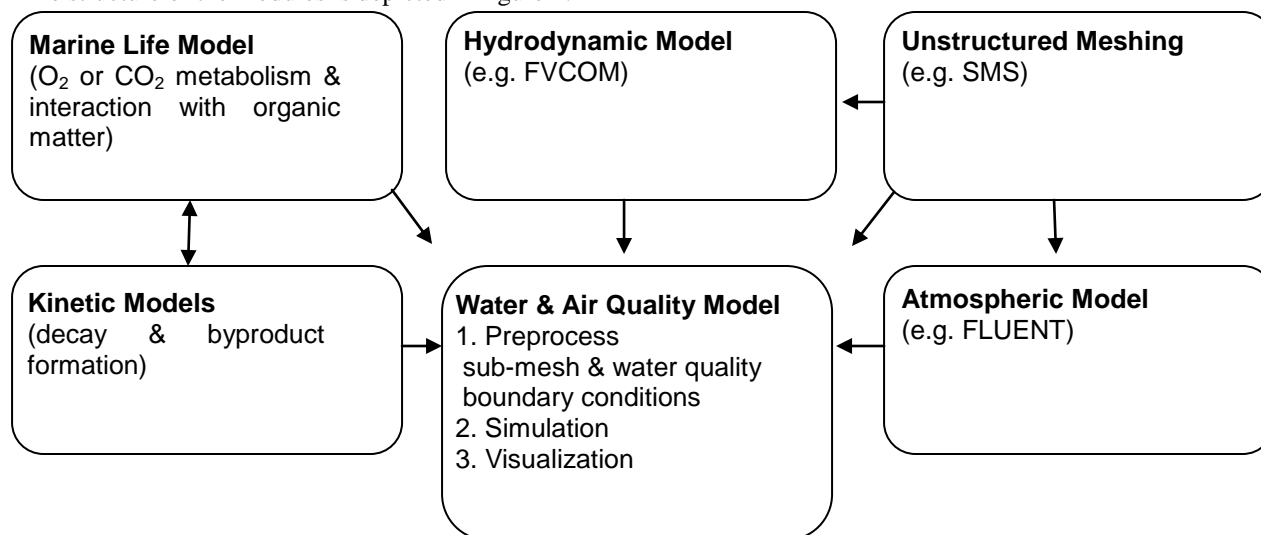 Marine Life Model
(O₂ or CO₂ metabolism &
interaction with organic
matter)
Hydrodynamic Model
(e.g. FVCOM)
Unstructured Meshing
(e.g. SMS)
Kinetic Models
(decay & byproduct
formation)
Water & Air Quality Model
1. Preprocess
sub-mesh & water quality
boundary conditions
2. Simulation
3. Visualization
Atmospheric Model
(e.g. FLUENT)